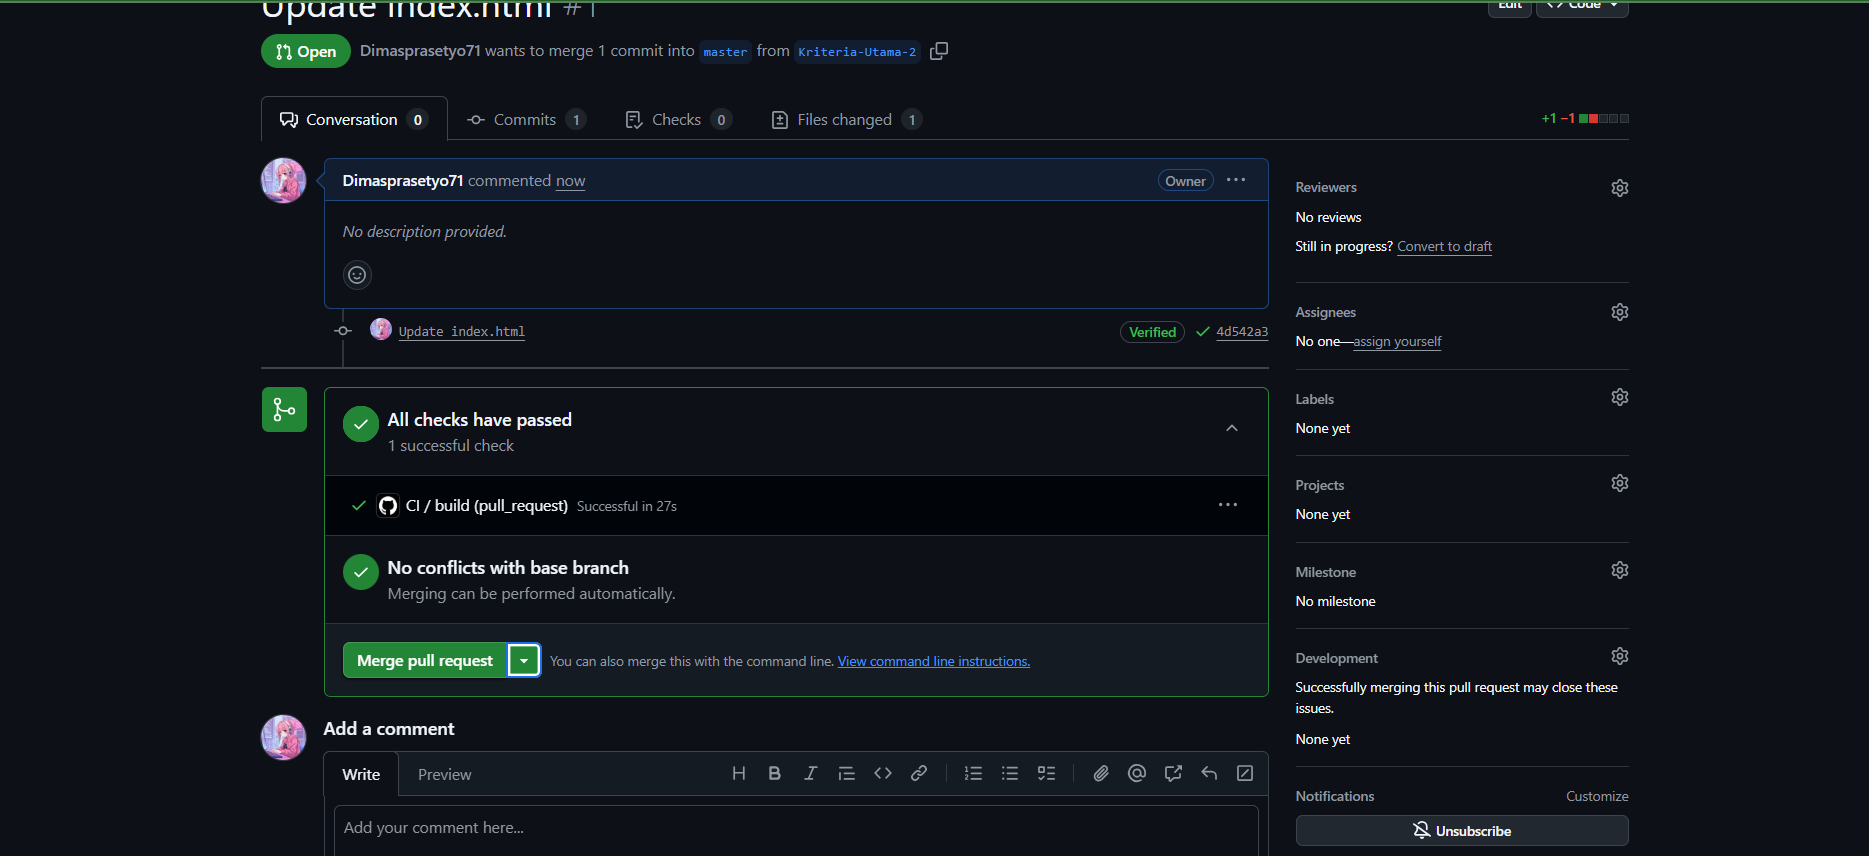 Update index.html #1
Edit
<> Code
Open
Dimasprasetyo71 wants to merge 1 commit into master from Kriteria-Utama-2
Conversation 0
Commits 1
Checks 0
Files changed 1
+1 −1
Dimasprasetyo71 commented now
Owner
No description provided.
Update index.html
Verified
4d542a3
All checks have passed
1 successful check
CI / build (pull_request) Successful in 27s
No conflicts with base branch
Merging can be performed automatically.
Merge pull request
You can also merge this with the command line. View command line instructions.
Add a comment
Write
Preview
Add your comment here...
Reviewers
No reviews
Still in progress? Convert to draft
Assignees
No one—assign yourself
Labels
None yet
Projects
None yet
Milestone
No milestone
Development
Successfully merging this pull request may close these
issues.
None yet
Notifications
Customize
Unsubscribe